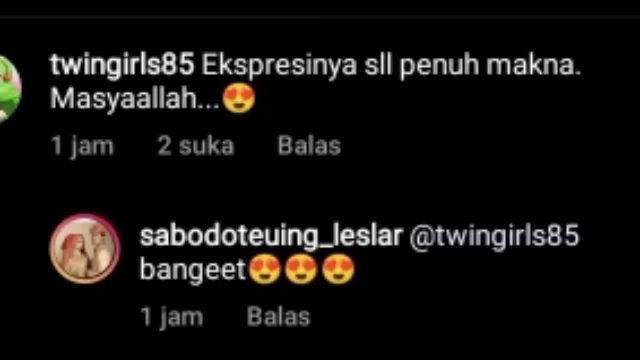 twingirls85 Ekspresinya sll penuh makna.
Masyaallah...😍
1 jam 2 suka Balas
sabodoteuing_leslar @twingirls85
bangeet😍😍😍
1 jam Balas